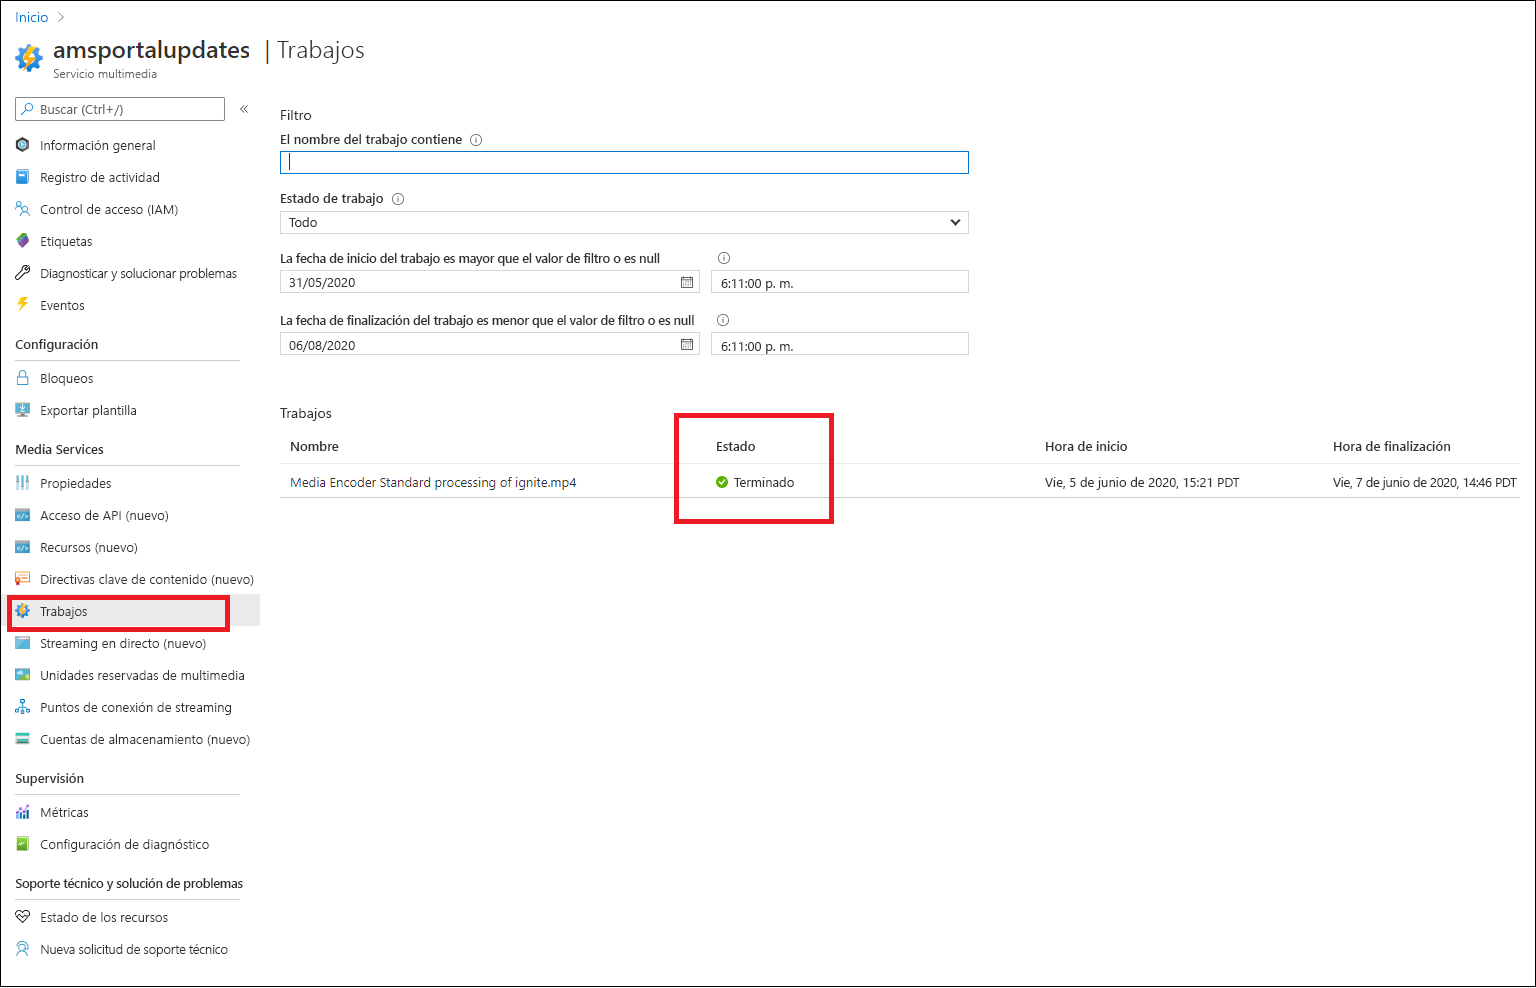 Inicio
amsportalupdates | Trabajos
Servicio multimedia
Buscar (Ctrl+/)
Información general
Registro de actividad
Control de acceso (IAM)
Etiquetas
Diagnosticar y solucionar problemas
Eventos
Configuración
Bloqueos
Exportar plantilla
Media Services
Propiedades
Acceso de API (nuevo)
Recursos (nuevo)
Directivas clave de contenido (nuevo)
Trabajos
Streaming en directo (nuevo)
Unidades reservadas de multimedia
Puntos de conexión de streaming
Cuentas de almacenamiento (nuevo)
Supervisión
Métricas
Configuración de diagnóstico
Soporte técnico y solución de problemas
Estado de los recursos
Nueva solicitud de soporte técnico
Filtro
El nombre del trabajo contiene
Estado de trabajo
Todo
La fecha de inicio del trabajo es mayor que el valor de filtro o es null
31/05/2020 6:11:00 p. m.
La fecha de finalización del trabajo es menor que el valor de filtro o es null
06/08/2020 6:11:00 p. m.
Trabajos
Nombre Estado Hora de inicio Hora de finalización
Media Encoder Standard processing of ignite.mp4 Terminado Vie, 5 de junio de 2020, 15:21 PDT Vie, 7 de junio de 2020, 14:46 PDT